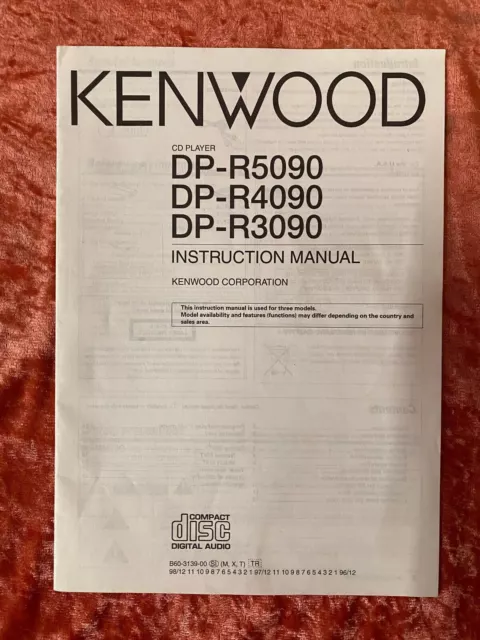 KENWOOD
CD PLAYER
DP-R5090
DP-R4090
DP-R3090
INSTRUCTION MANUAL
KENWOOD CORPORATION
This instruction manual is used for three models.
Model availability and features (functions) may differ depending on the country and
sales area.
COMPACT
disc
DIGITAL AUDIO
B60-3139-00 (M, X, T) TR
98/12 11 10 9 8 7 6 5 4 3 2 1 97/12 11 10 9 8 7 6 5 4 3 2 1 96/12